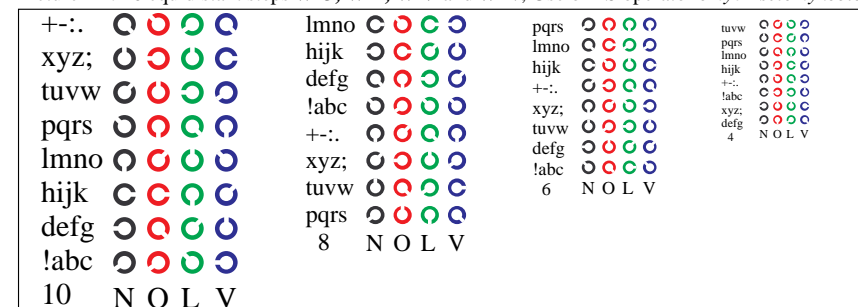 +-:.
xyz;
tuvw
pqrs
lmno
hijk
defg
!abc
10 N O L V
lmno
hijk
defg
!abc
+-:.
xyz;
tuvw
pqrs
8 N O L V
pqrs
lmno
hijk
+-:.
xyz;
tuvw
defg
!abc
6 N O L V
tuvw
pqrs
lmno
hijk
+-:.
!abc
xyz;
defg
4 N O L V